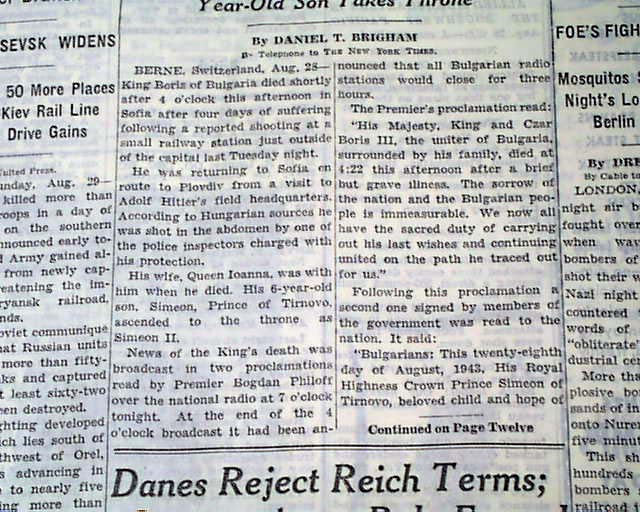 Year-Old Son Takes Throne
By DANIEL T. BRIGHAM
By Telephone to THE NEW YORK TIMES.
BERNE, Switzerland, Aug. 28—
King Boris of Bulgaria died shortly
after 4 o'clock this afternoon in
Sofia after four days of suffering
following a reported shooting at a
small railway station just outside
of the capital last Tuesday night.
He was returning to Sofia en
route to Plovdiv from a visit to
Adolf Hitler's field headquarters.
According to Hungarian sources he
was shot in the abdomen by one of
the police inspectors charged with
his protection.
His wife, Queen Ioanna, was with
him when he died. His 6-year-old
son, Simeon, Prince of Tirnovo,
ascended to the throne as
Simeon II.
News of the King's death was
broadcast in two proclamations
read by Premier Bogdan Philoff
over the national radio at 7 o'clock
tonight. At the end of the 4
o'clock broadcast it had been an-
nounced that all Bulgarian radio
stations would close for three
hours.
The Premier's proclamation read:
"His Majesty, King and Czar
Boris III, the uniter of Bulgaria,
surrounded by his family, died at
4:22 this afternoon after a brief
but grave illness. The sorrow of
the nation and the Bulgarian peo-
ple is immeasurable. We now all
have the sacred duty of carrying
out his last wishes and continuing
united on the path he traced out
for us."
Following this proclamation a
second one signed by members of
the government was read to the
nation. It said:
"Bulgarians: This twenty-eighth
day of August, 1943, His Royal
Highness Crown Prince Simeon of
Tirnovo, beloved child and hope of
Continued on Page Twelve
Danes Reject Reich Terms;
SEVSK WIDENS
50 More Places
Kiev Rail Line
Drive Gains
United Press.
unday, Aug. 29—
killed more than
roops in a day of
on the southern
nnounced early to-
d Army gained al-
from newly cap-
eatening the im-
ryansk railroad,
nds.
oviet communique
hat Russian units
more than fifty-
nks and captured
t least sixty-two
een destroyed.
ghting developed
ich lies south of
thwest of Orel,
s advancing in
e to nearly five
ing more than
FOE'S FIGH
Mosquitos
Night's Lo
Berlin
By DRE
By Cable to
LONDON,
night air b
fought over
when wav
bombers of
shot their w
Nazi night
countered
words of
"obliterate"
dustrial cen
More tha
plosive bo
sands of in
onto Nurem
five minut
This sh
hundreds
bombers s
railroad i